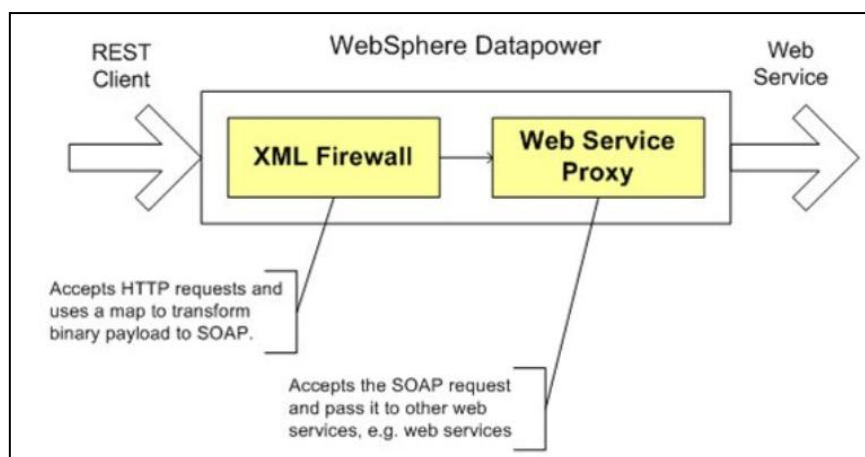 REST
Client
WebSphere Datapower
Web
Service
XML Firewall
Web Service
Proxy
Accepts HTTP requests and
uses a map to transform
binary payload to SOAP.
Accepts the SOAP request
and pass it to other web
services, e.g. web services